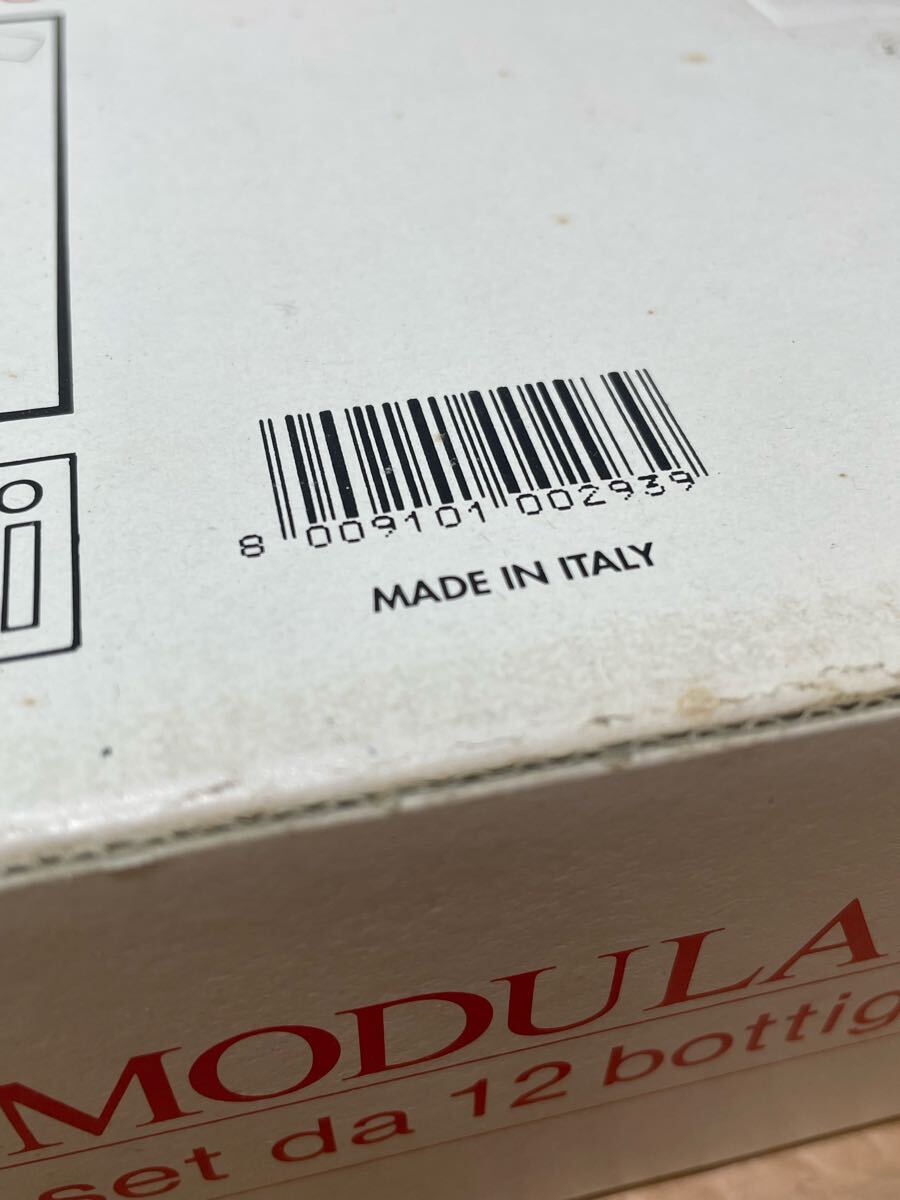 8 009101 002939
MADE IN ITALY
MODULA
set da 12 bottig